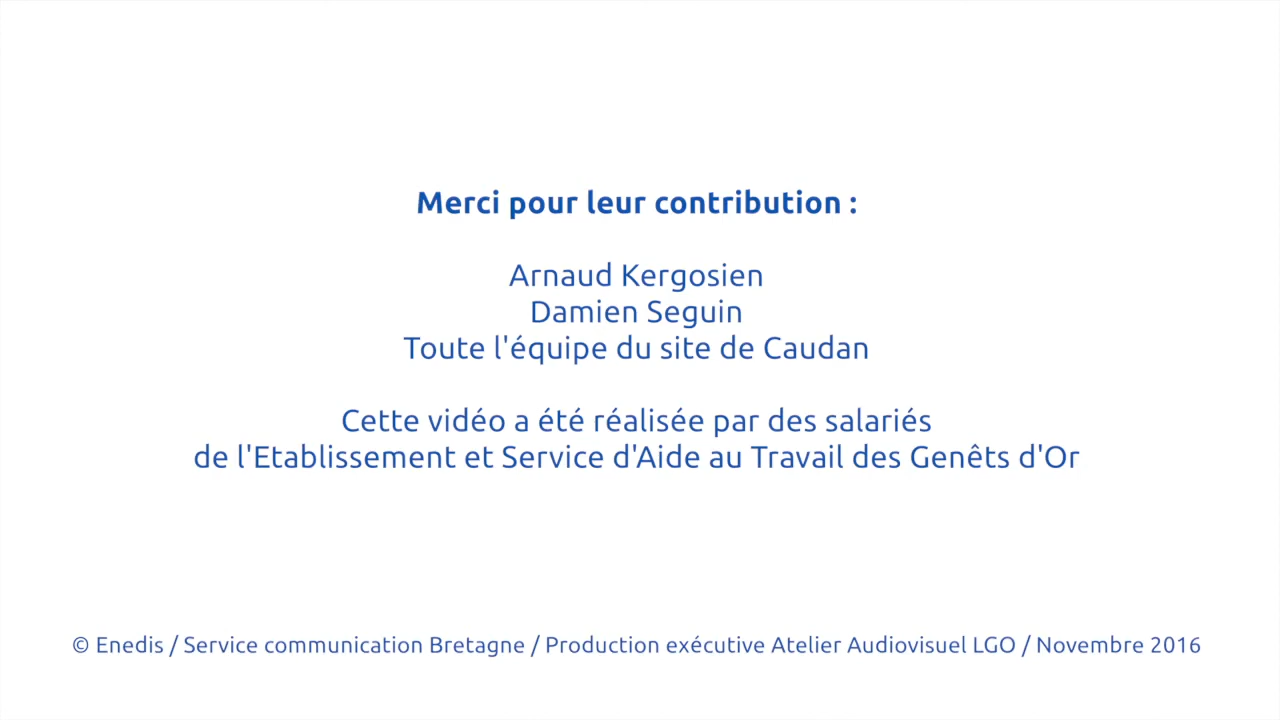 Merci pour leur contribution :
Arnaud Kergosien
Damien Seguin
Toute l'équipe du site de Caudan
Cette vidéo a été réalisée par des salariés
de l'Etablissement et Service d'Aide au Travail des Genêts d'Or
© Enedis / Service communication Bretagne / Production exécutive Atelier Audiovisuel LGO / Novembre 2016